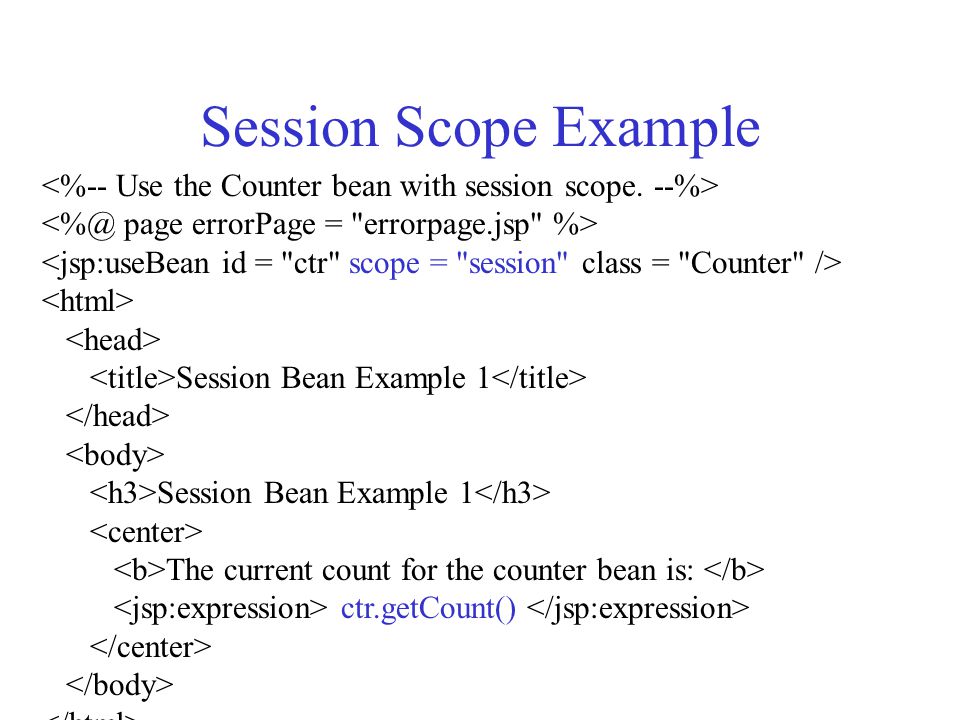 Session Scope Example
<%-- Use the Counter bean with session scope. --%>
<%@ page errorPage = "errorpage.jsp" %>
<jsp:useBean id = "ctr" scope = "session" class = "Counter" />
<html>
<head>
<title>Session Bean Example 1</title>
</head>
<body>
<h3>Session Bean Example 1</h3>
<center>
<b>The current count for the counter bean is: </b>
<jsp:expression> ctr.getCount() </jsp:expression>
</center>
</body>
</html>